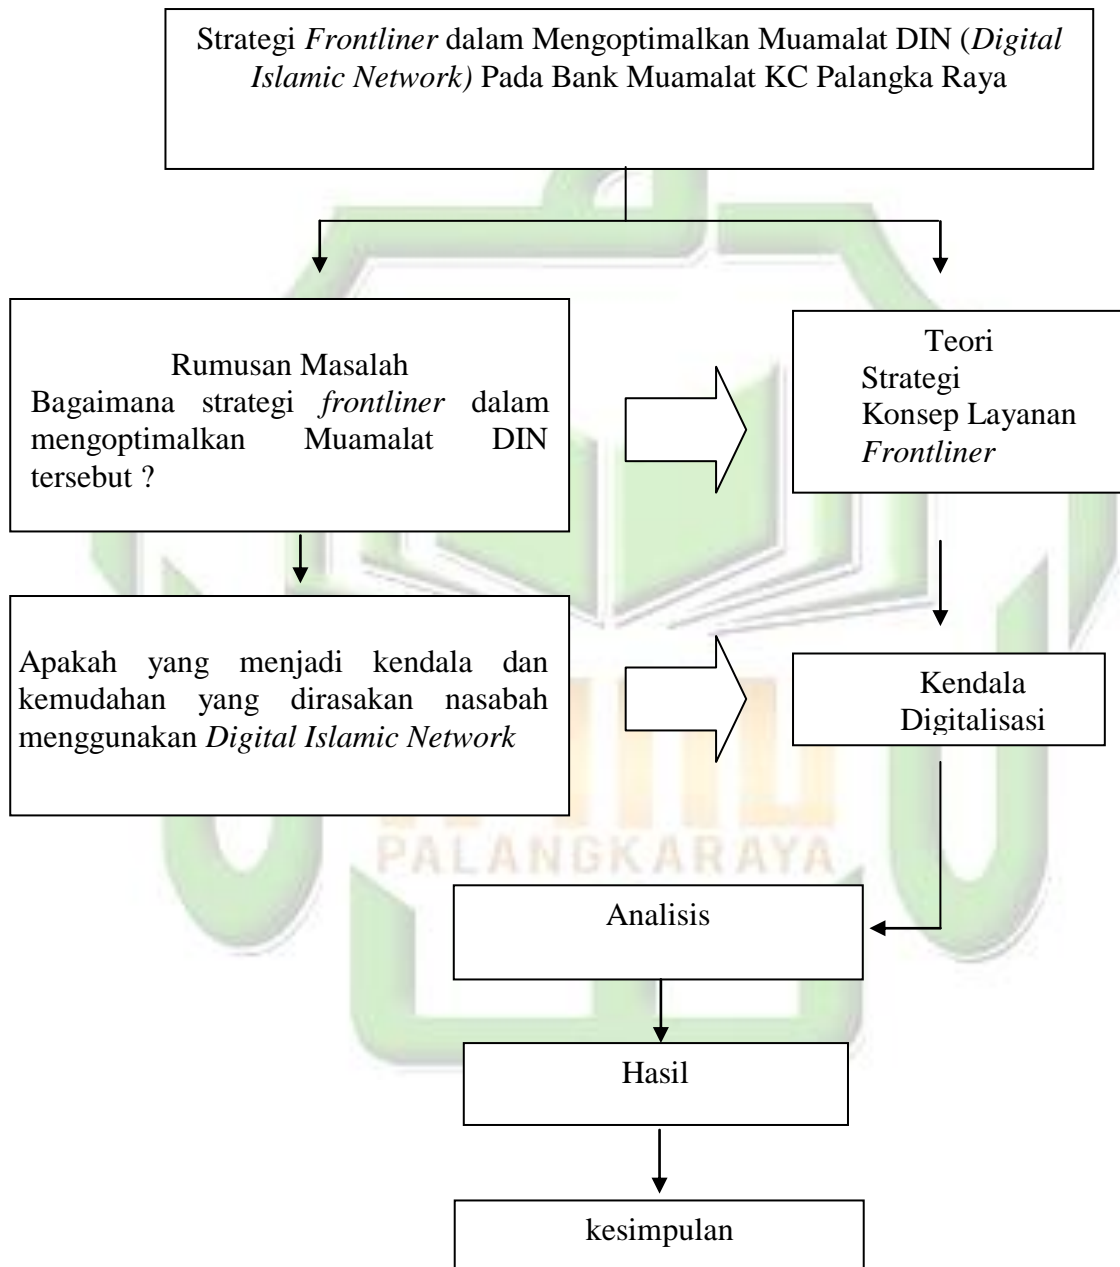 Strategi Frontliner dalam Mengoptimalkan Muamalat DIN (Digital
Islamic Network) Pada Bank Muamalat KC Palangka Raya
Rumusan Masalah
Bagaimana strategi frontliner dalam
mengoptimalkan Muamalat DIN
tersebut ?
Teori
Strategi
Konsep Layanan
Frontliner
Apakah yang menjadi kendala dan
kemudahan yang dirasakan nasabah
menggunakan Digital Islamic Network
Kendala
Digitalisasi
PALANGKARAYA
Analisis
Hasil
kesimpulan